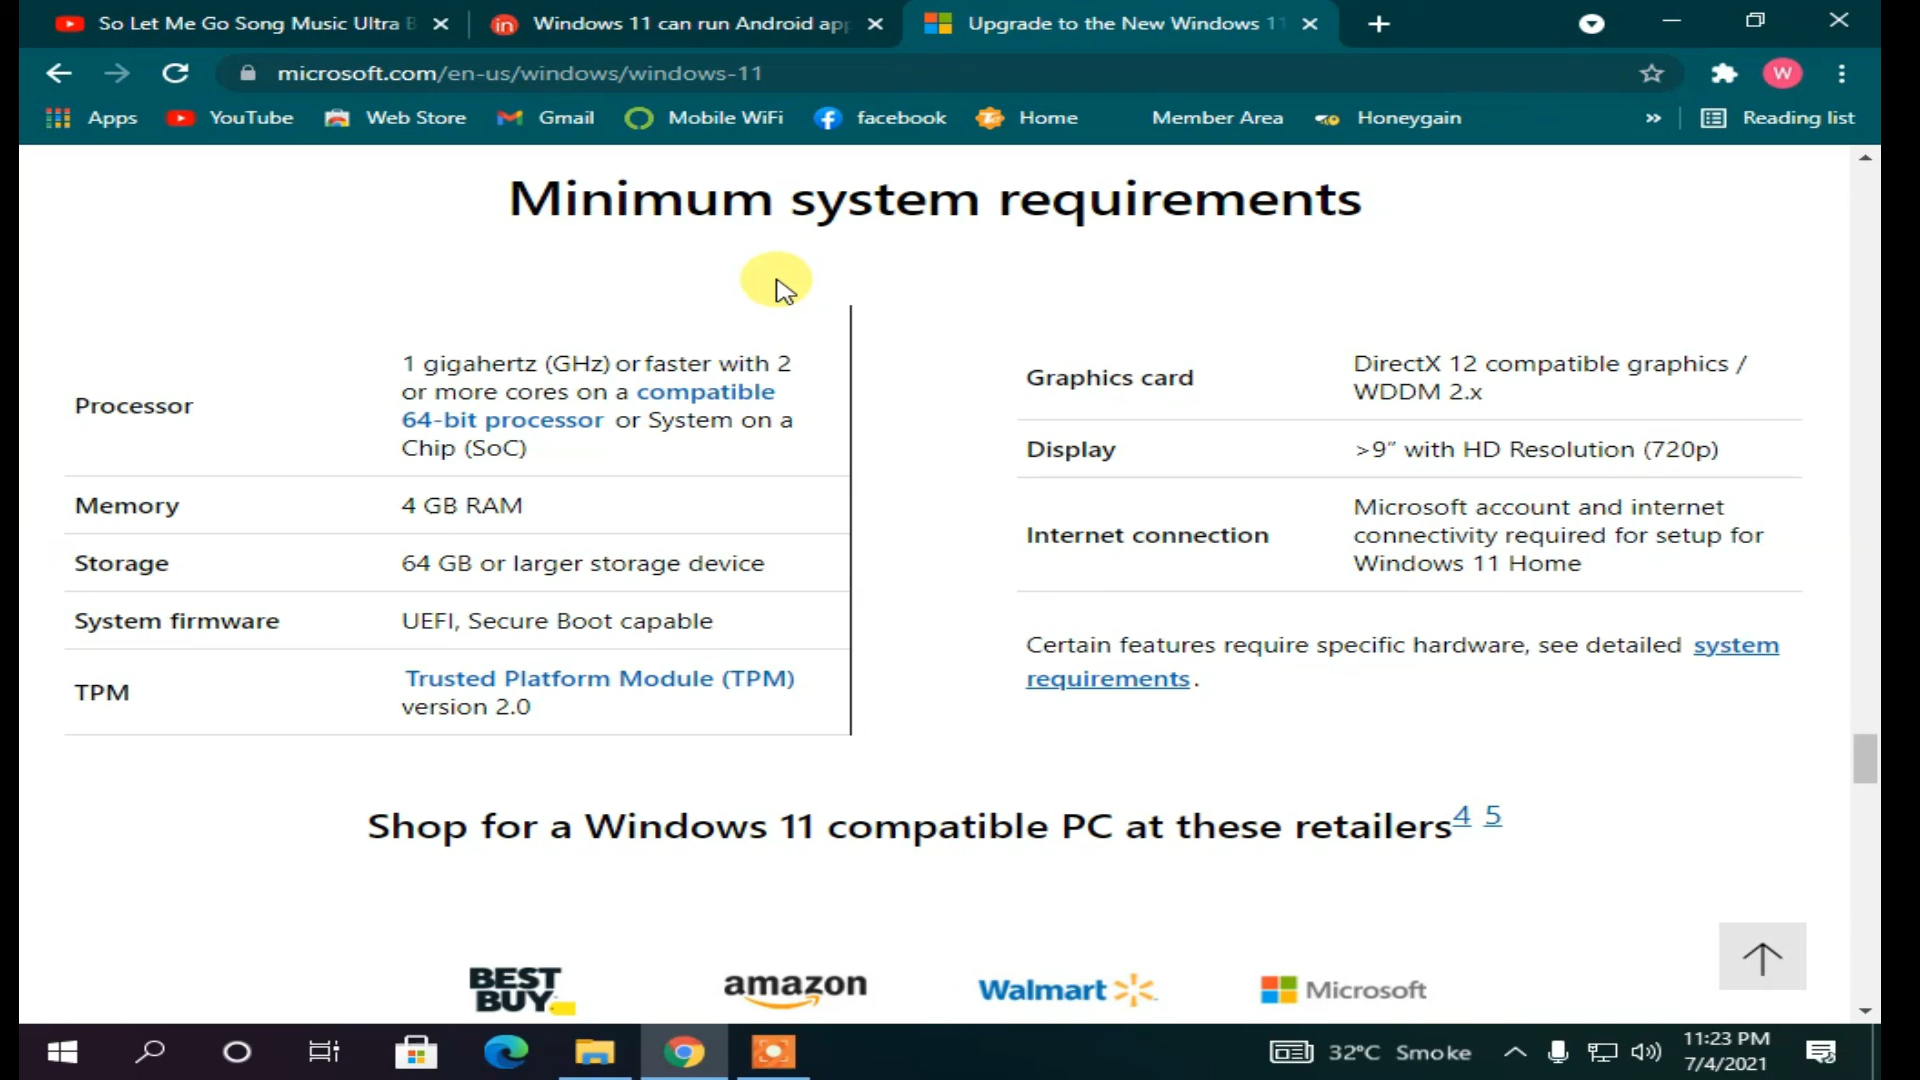 So Let Me Go Song Music Ultra B
Windows 11 can run Android app
Upgrade to the New Windows 11
microsoft.com/en-us/windows/windows-11
W
Apps
YouTube
Web Store
Gmail
Mobile WiFi
facebook
Home
Member Area
Honeygain
»
Reading list
Minimum system requirements
Processor
1 gigahertz (GHz) or faster with 2
or more cores on a compatible
64-bit processor or System on a
Chip (SoC)
Memory
4 GB RAM
Storage
64 GB or larger storage device
System firmware
UEFI, Secure Boot capable
TPM
Trusted Platform Module (TPM)
version 2.0
Graphics card
DirectX 12 compatible graphics /
WDDM 2.x
Display
>9″ with HD Resolution (720p)
Internet connection
Microsoft account and internet
connectivity required for setup for
Windows 11 Home
Certain features require specific hardware, see detailed system
requirements.
Shop for a Windows 11 compatible PC at these retailers4 5
BEST
BUY
amazon
Walmart
Microsoft
32°C Smoke
11:23 PM
7/4/2021